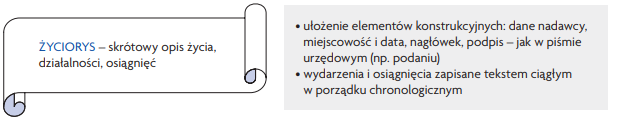 ŻYCIORYS – skrótowy opis życia,
działalności, osiągnięć
• ułożenie elementów konstrukcyjnych: dane nadawcy,
miejscowość i data, nagłówek, podpis – jak w piśmie
urzędowym (np. podaniu)
• wydarzenia i osiągnięcia zapisane tekstem ciągłym
w porządku chronologicznym